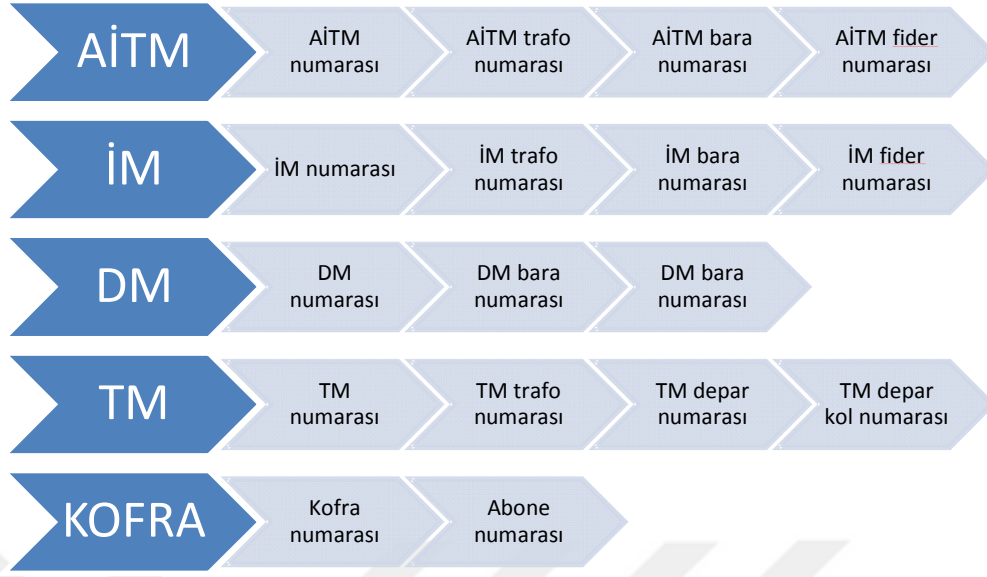 AİTM
AİTM
numarası
AİTM trafo
numarası
AİTM bara
numarası
AİTM fider
numarası
İM
İM numarası
İM trafo
numarası
İM bara
numarası
İM fider
numarası
DM
DM
numarası
DM bara
numarası
DM bara
numarası
TM
TM
numarası
TM trafo
numarası
TM depar
numarası
TM depar
kol numarası
KOFRA
Kofra
numarası
Abone
numarası